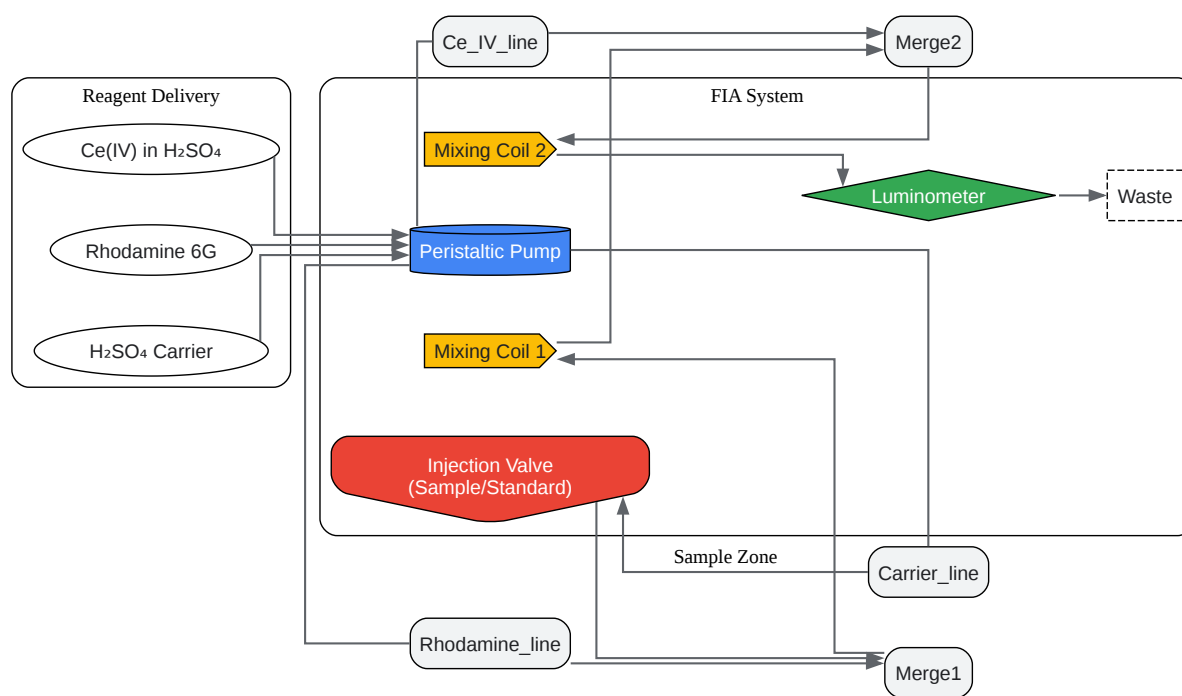 Ce_IV_line
Merge2
Reagent Delivery
FIA System
Ce(IV) in H₂SO₄
Mixing Coil 2
Luminometer
Waste
Rhodamine 6G
Peristaltic Pump
H₂SO₄ Carrier
Mixing Coil 1
Injection Valve
(Sample/Standard)
Sample Zone
Carrier_line
Rhodamine_line
Merge1